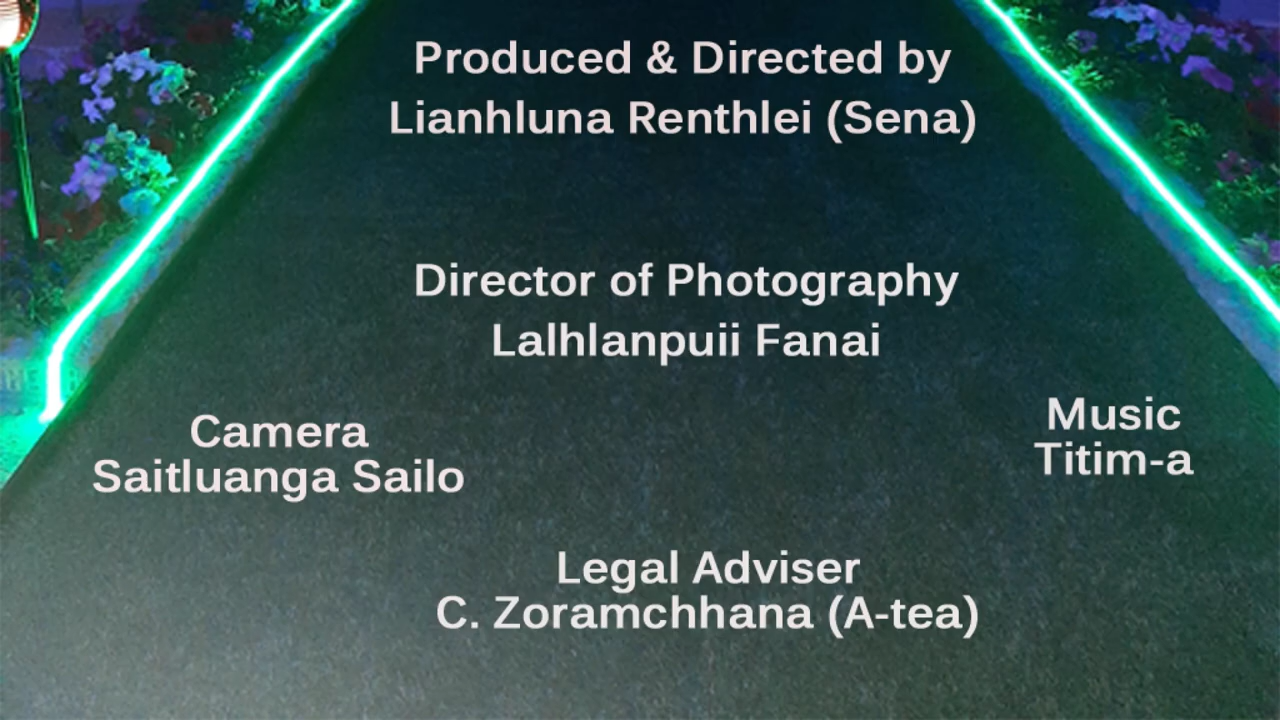 Produced & Directed by
Lianhluna Renthlei (Sena)
Director of Photography
Lalhlanpuii Fanai
Camera
Saitluanga Sailo
Music
Titim-a
Legal Adviser
C. Zoramchhana (A-tea)